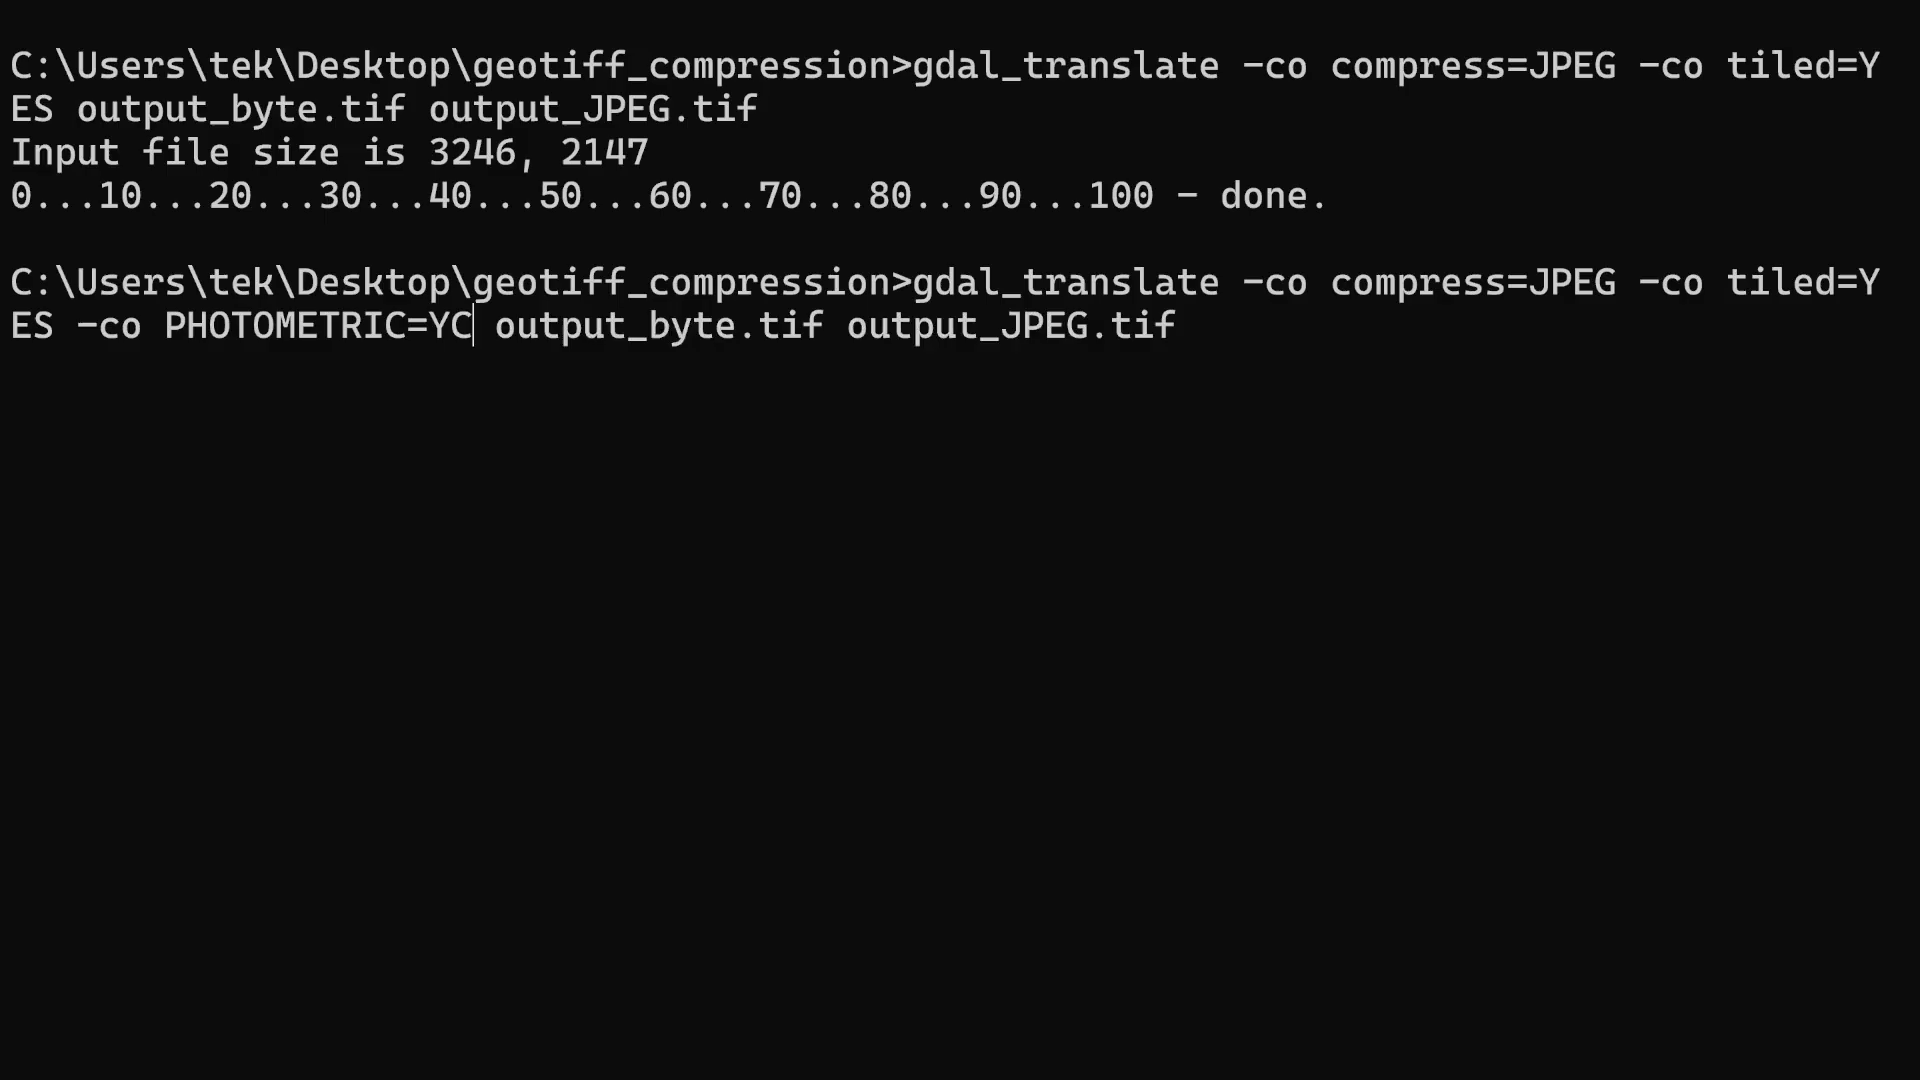 C:\Users\tek\Desktop\geotiff_compression>gdal_translate -co compress=JPEG -co tiled=Y
ES output_byte.tif output_JPEG.tif
Input file size is 3246, 2147
0...10...20...30...40...50...60...70...80...90...100 - done.
C:\Users\tek\Desktop\geotiff_compression>gdal_translate -co compress=JPEG -co tiled=Y
ES -co PHOTOMETRIC=YC output_byte.tif output_JPEG.tif